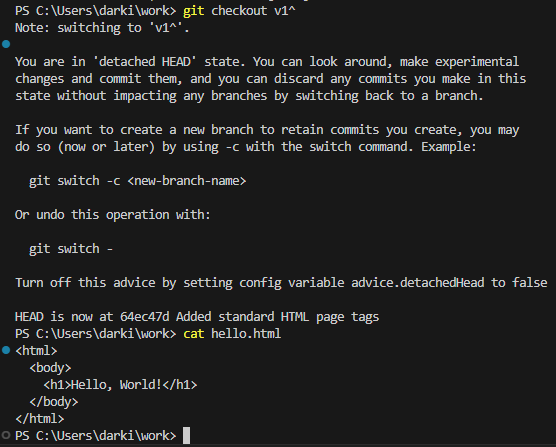 PS C:\Users\darki\work> git checkout v1^
Note: switching to 'v1^'.
You are in 'detached HEAD' state. You can look around, make experimental
changes and commit them, and you can discard any commits you make in this
state without impacting any branches by switching back to a branch.
If you want to create a new branch to retain commits you create, you may
do so (now or later) by using -c with the switch command. Example:
  git switch -c <new-branch-name>
Or undo this operation with:
  git switch -
Turn off this advice by setting config variable advice.detachedHead to false
HEAD is now at 64ec47d Added standard HTML page tags
PS C:\Users\darki\work> cat hello.html
<html>
  <body>
    <h1>Hello, World!</h1>
  </body>
</html>
PS C:\Users\darki\work>